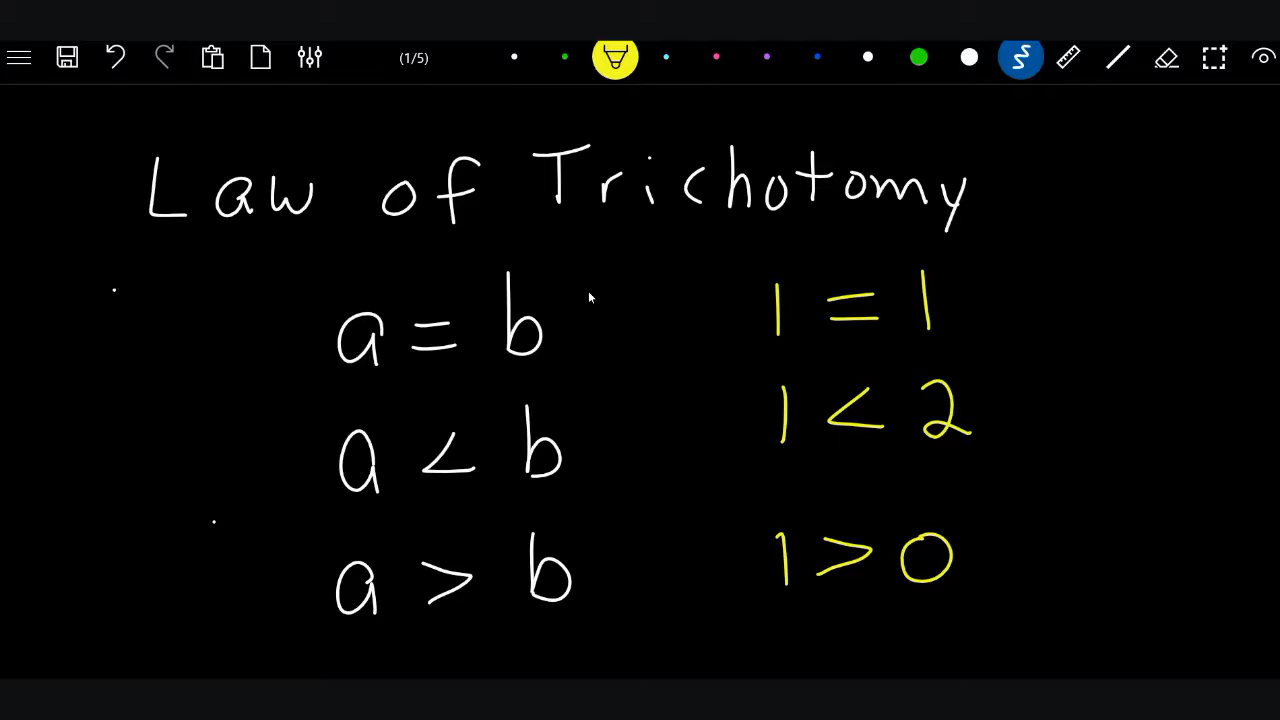 (1/5)
Law of Trichotomy
a = b
1 = 1
a < b
1 < 2
a > b
1 > 0